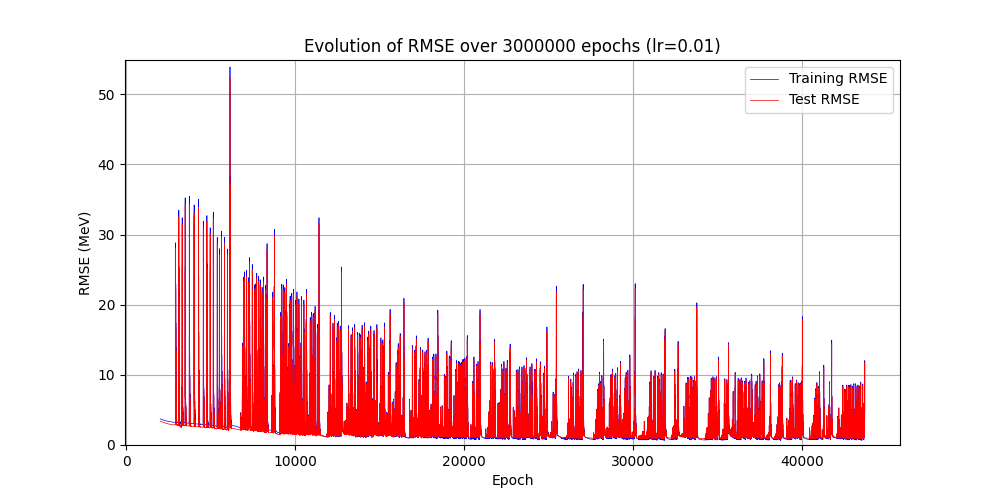 Evolution of RMSE over 3000000 epochs (lr=0.01)
Training RMSE
Test RMSE
RMSE (MeV)
50
40
30
20
10
0
0 10000 20000 30000 40000
Epoch